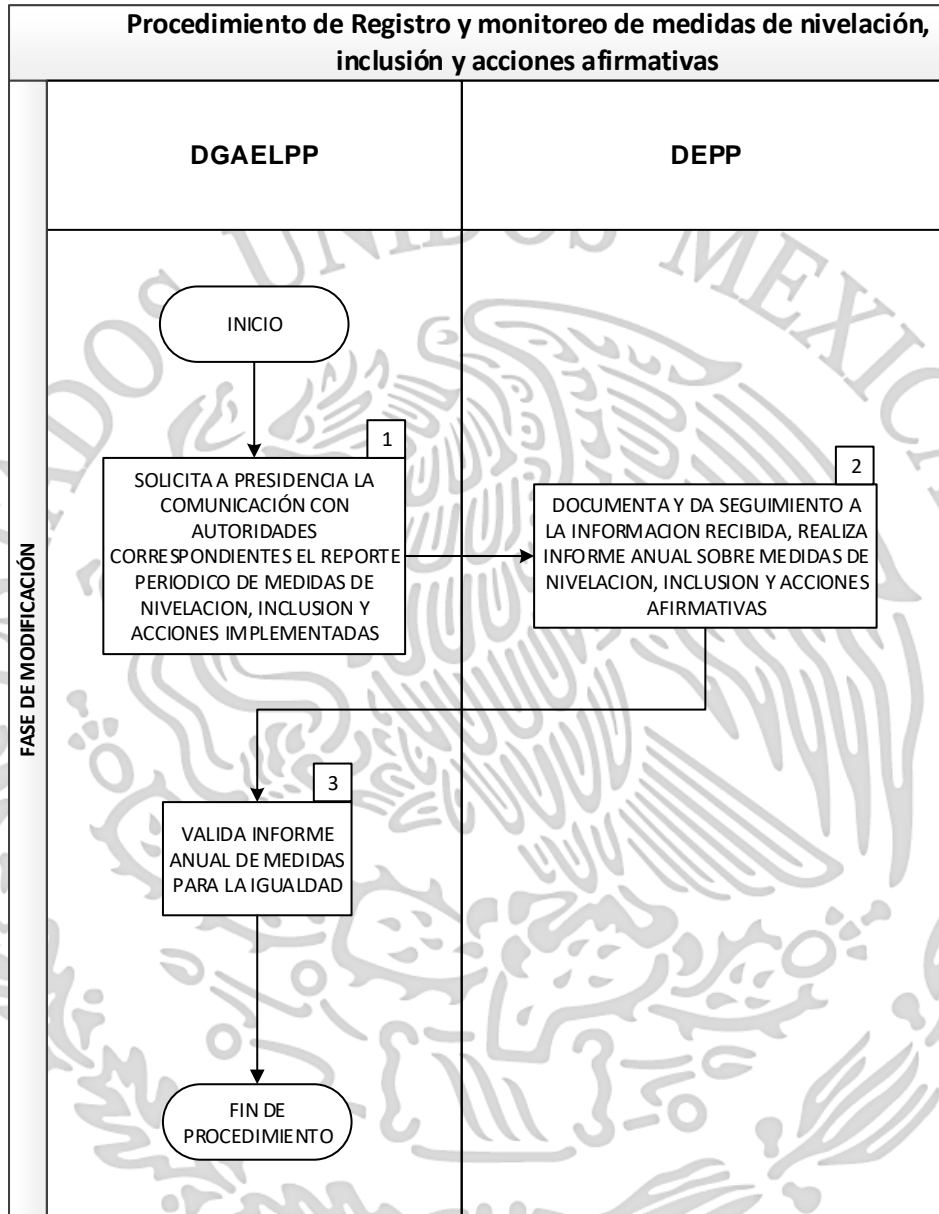 Procedimiento de Registro y monitoreo de medidas de nivelación,
inclusión y acciones afirmativas
DGAELPP
DEPP
FASE DE MODIFICACIÓN
ADOS UNIDOS MEXIC
INICIO
1
SOLICITA A PRESIDENCIA LA
COMUNICACIÓN CON
AUTORIDADES
CORRESPONDIENTES EL REPORTE
PERIODICO DE MEDIDAS DE
NIVELACION, INCLUSION Y
ACCIONES IMPLEMENTADAS
2
DOCUMENTA Y DA SEGUIMIENTO A
LA INFORMACION RECIBIDA, REALIZA
INFORME ANUAL SOBRE MEDIDAS DE
NIVELACION, INCLUSION Y ACCIONES
AFIRMATIVAS
3
VALIDA INFORME
ANUAL DE MEDIDAS
PARA LA IGUALDAD
FIN DE
PROCEDIMIENTO